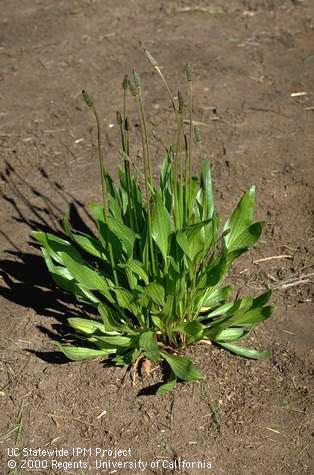 UC Statewide IPM Project
© 2000 Regents, University of California